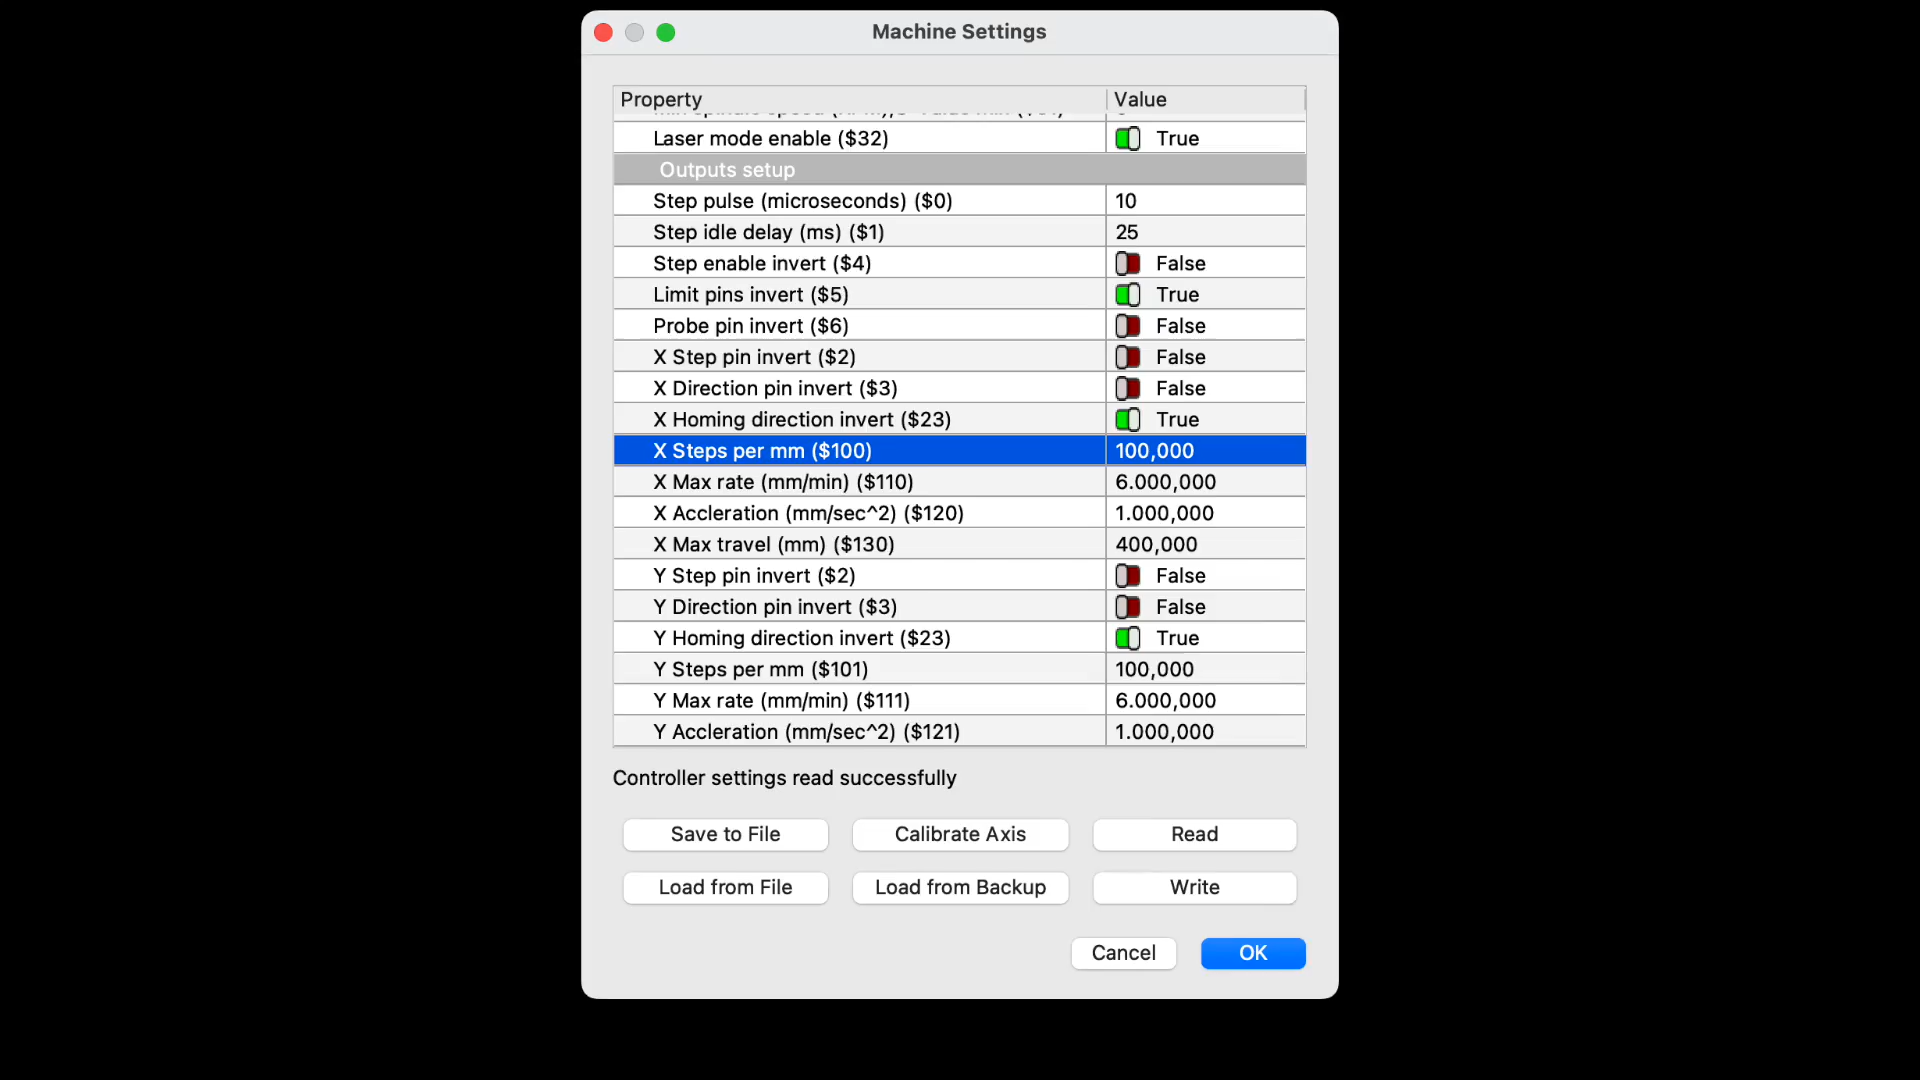 Machine Settings
Property Value
Laser mode enable ($32) True
Outputs setup
Step pulse (microseconds) ($0) 10
Step idle delay (ms) ($1) 25
Step enable invert ($4) False
Limit pins invert ($5) True
Probe pin invert ($6) False
X Step pin invert ($2) False
X Direction pin invert ($3) False
X Homing direction invert ($23) True
X Steps per mm ($100) 100,000
X Max rate (mm/min) ($110) 6.000,000
X Accleration (mm/sec^2) ($120) 1.000,000
X Max travel (mm) ($130) 400,000
Y Step pin invert ($2) False
Y Direction pin invert ($3) False
Y Homing direction invert ($23) True
Y Steps per mm ($101) 100,000
Y Max rate (mm/min) ($111) 6.000,000
Y Accleration (mm/sec^2) ($121) 1.000,000
Controller settings read successfully
Save to File Calibrate Axis Read
Load from File Load from Backup Write
Cancel OK